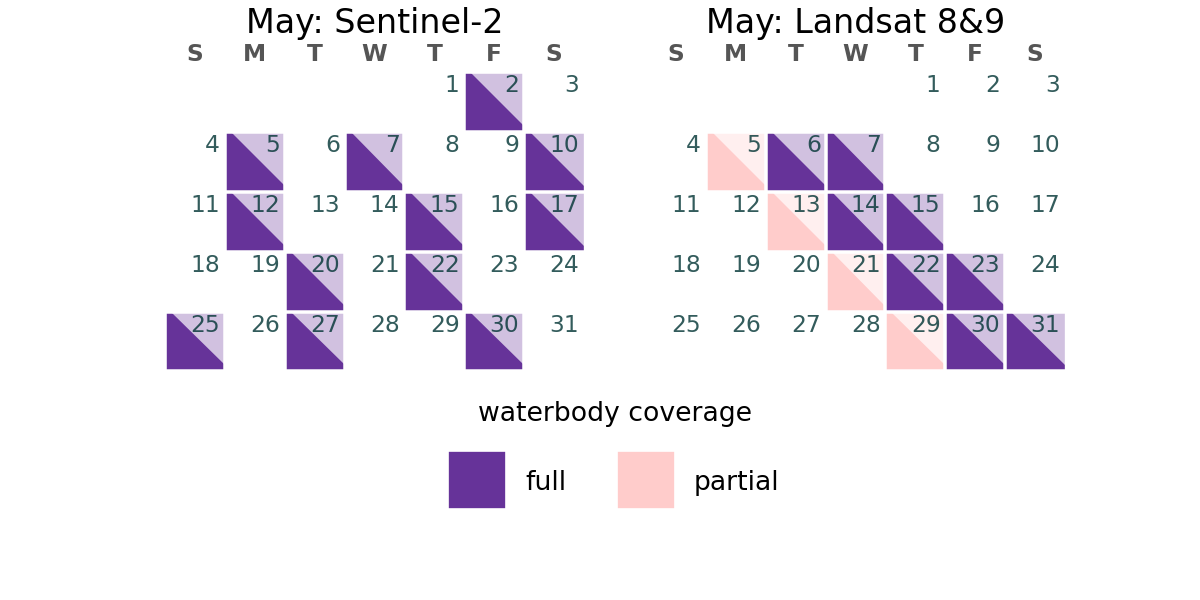 May: Sentinel-2
S M T W T F S
1 2 3
4 5 6 7 8 9 10
11 12 13 14 15 16 17
18 19 20 21 22 23 24
25 26 27 28 29 30 31
May: Landsat 8&9
S M T W T F S
1 2 3
4 5 6 7 8 9 10
11 12 13 14 15 16 17
18 19 20 21 22 23 24
25 26 27 28 29 30 31
waterbody coverage
full
partial